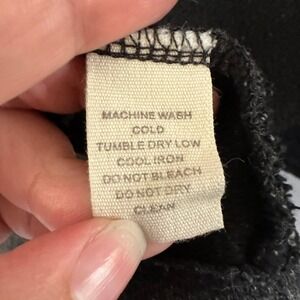 MACHINE WASH
COLD
TUMBLE DRY LOW
COOL IRON
DO NOT BLEACH
DO NOT DRY
CLEAN